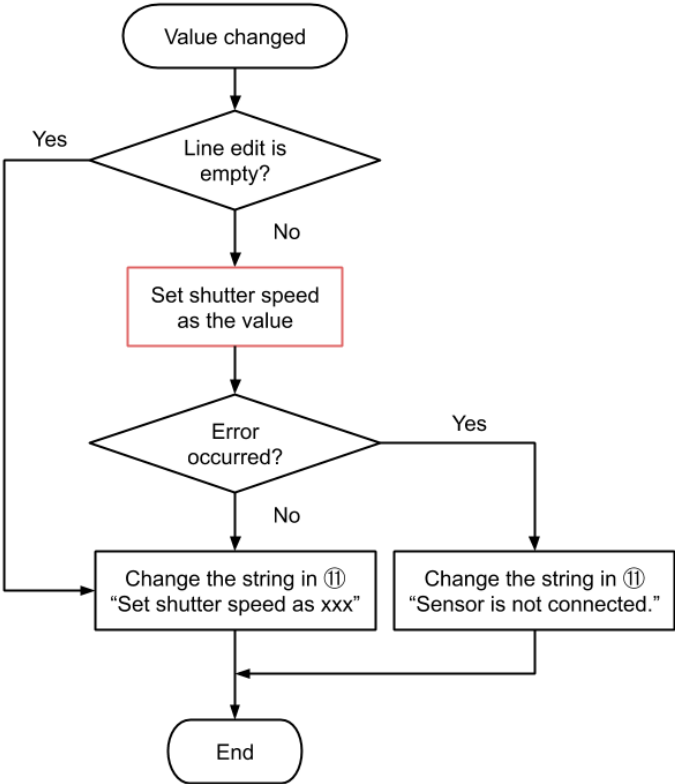 Value changed
Yes
Line edit is
empty?
No
Set shutter speed
as the value
Error
occurred?
Yes
No
Change the string in ⑪
“Set shutter speed as xxx”
Change the string in ⑪
“Sensor is not connected.”
End